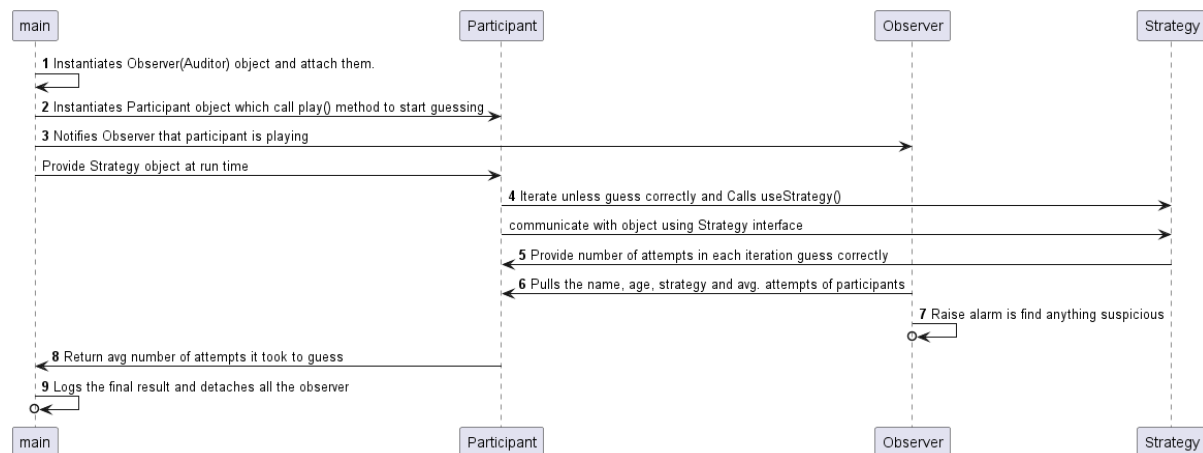 main Participant Observer Strategy
1 Instantiates Observer(Auditor) object and attach them.
2 Instantiates Participant object which call play() method to start guessing
3 Notifies Observer that participant is playing
Provide Strategy object at run time
4 Iterate unless guess correctly and Calls useStrategy()
communicate with object using Strategy interface
5 Provide number of attempts in each iteration guess correctly
6 Pulls the name, age, strategy and avg. attempts of participants
7 Raise alarm is find anything suspicious
8 Return avg number of attempts it took to guess
9 Logs the final result and detaches all the observer
main Participant Observer Strategy